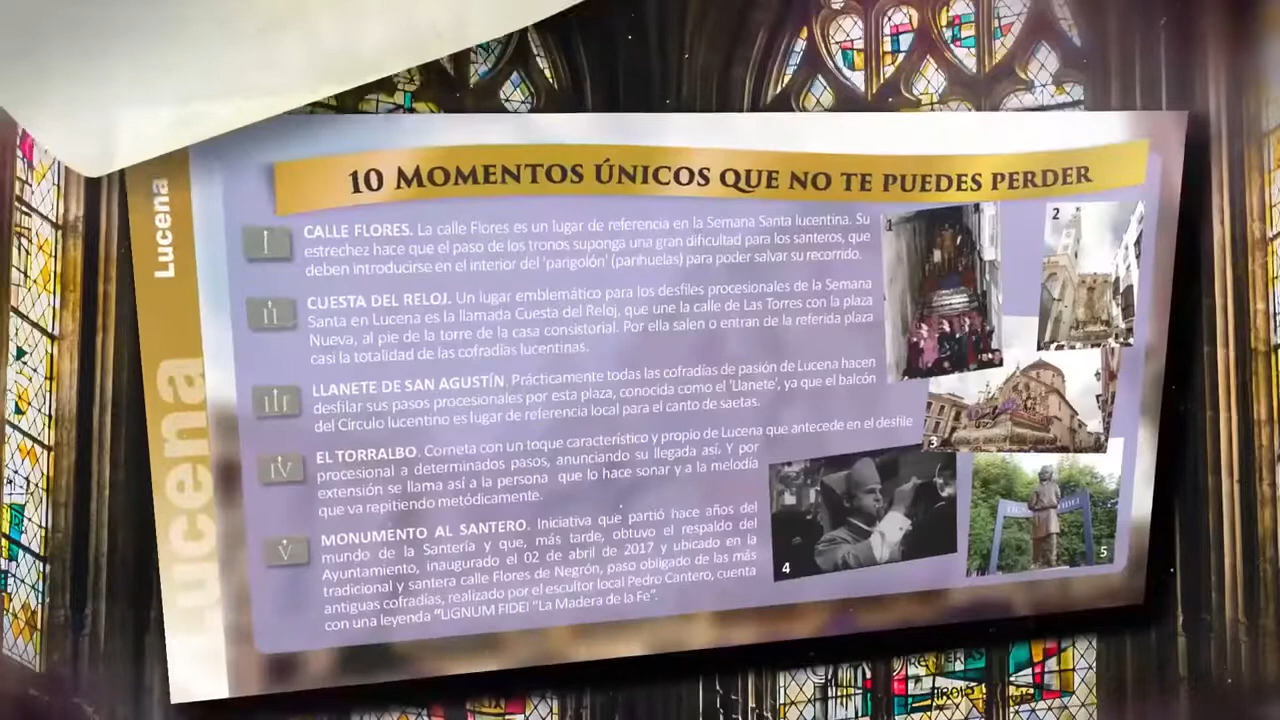 Lucena
Lucena
10 MOMENTOS ÚNICOS QUE NO TE PUEDES PERDER
I
CALLE FLORES. La calle Flores es un lugar de referencia en la Semana Santa lucentina. Su
estrechez hace que el paso de los tronos suponga una gran dificultad para los santeros, que
deben introducirse en el interior del 'parigolón' (parihuelas) para poder salvar su recorrido.
II
CUESTA DEL RELOJ. Un lugar emblemático para los desfiles procesionales de la Semana
Santa en Lucena es la llamada Cuesta del Reloj, que une la calle de Las Torres con la plaza
Nueva, al pie de la torre de la casa consistorial. Por ella salen o entran de la referida plaza
casi la totalidad de las cofradías lucentinas.
III
LLANETE DE SAN AGUSTÍN. Prácticamente todas las cofradías de pasión de Lucena hacen
desfilar sus pasos procesionales por esta plaza, conocida como el 'Llanete', ya que el balcón
del Círculo lucentino es lugar de referencia local para el canto de saetas.
IV
EL TORRALBO. Corneta con un toque característico y propio de Lucena que antecede en el desfile
procesional a determinados pasos, anunciando su llegada así. Y por
extensión se llama así a la persona que lo hace sonar y a la melodía
que va repitiendo metódicamente.
V
MONUMENTO AL SANTERO. Iniciativa que partió hace años del
mundo de la Santería y que, más tarde, obtuvo el respaldo del
Ayuntamiento, inaugurado el 02 de abril de 2017 y ubicado en la
tradicional y santera calle Flores de Negrón, paso obligado de las más
antiguas cofradías, realizado por el escultor local Pedro Cantero, cuenta
con una leyenda "LIGNUM FIDEI "La Madera de la Fe".
1
2
3
4
5
FIDEI